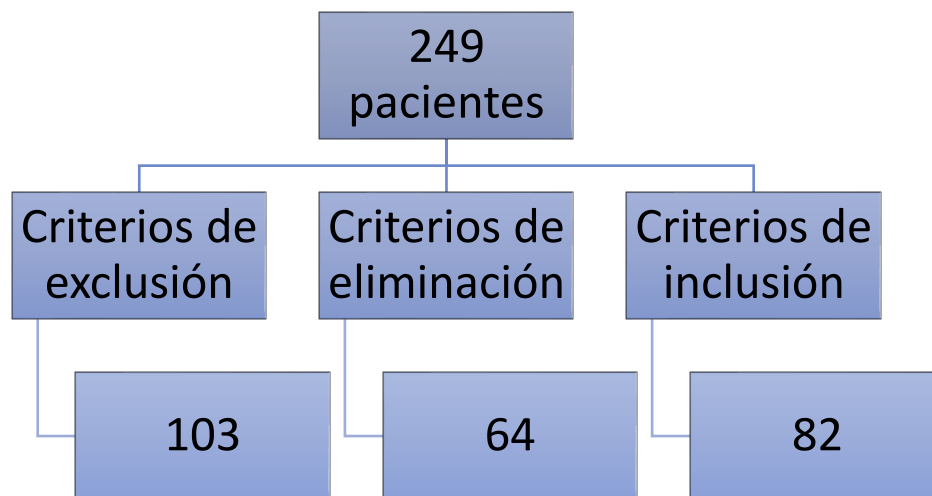 249
pacientes
Criterios de
exclusión
Criterios de
eliminación
Criterios de
inclusión
103
64
82